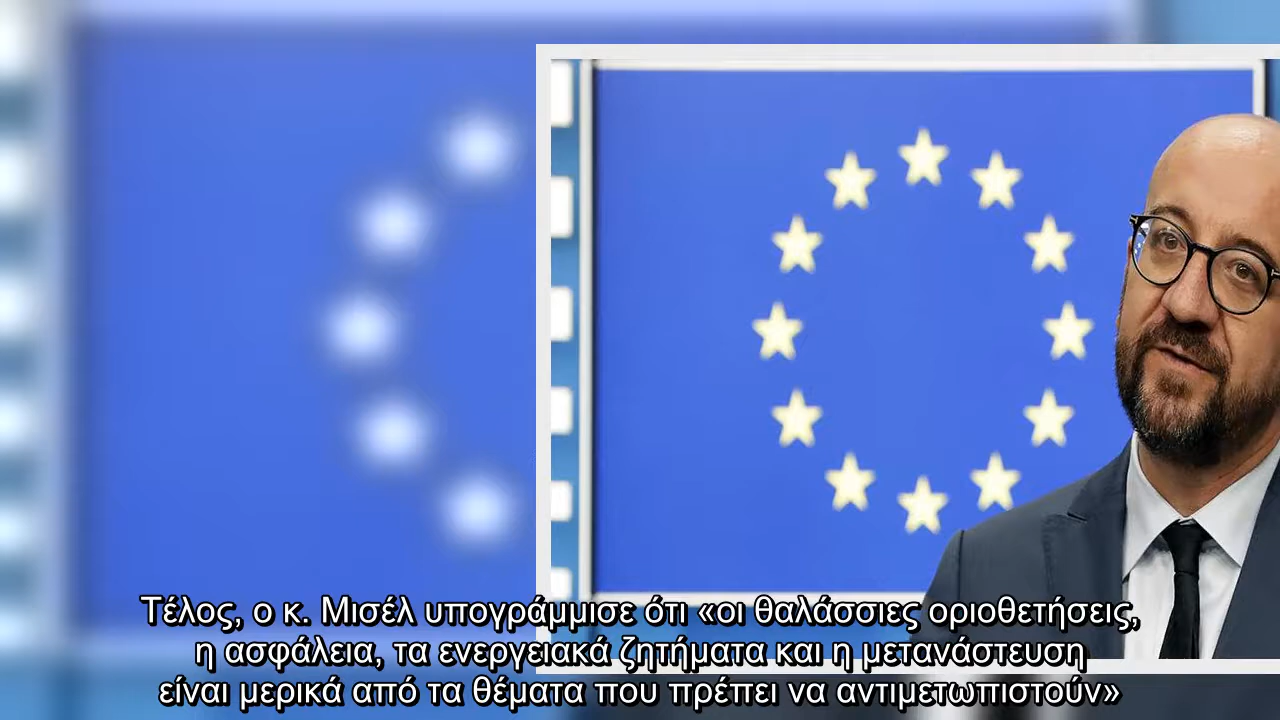 Τέλος, ο κ. Μισέλ υπογράμμισε ότι «οι θαλάσσιες οριοθετήσεις,
η ασφάλεια, τα ενεργειακά ζητήματα και η μετανάστευση
είναι μερικά από τα θέματα που πρέπει να αντιμετωπιστούν»